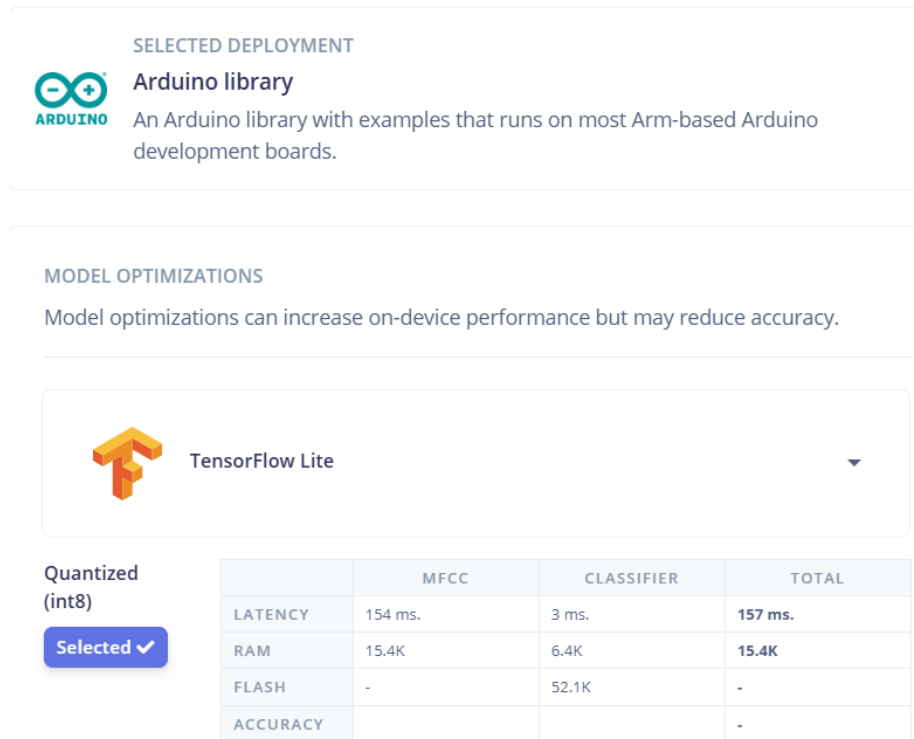 SELECTED DEPLOYMENT
Arduino library
ARDUINO
An Arduino library with examples that runs on most Arm-based Arduino
development boards.
MODEL OPTIMIZATIONS
Model optimizations can increase on-device performance but may reduce accuracy.
TensorFlow Lite
Quantized
(int8)
Selected ✓
MFCC CLASSIFIER TOTAL
LATENCY 154 ms. 3 ms. 157 ms.
RAM 15.4K 6.4K 15.4K
FLASH - 52.1K -
ACCURACY -